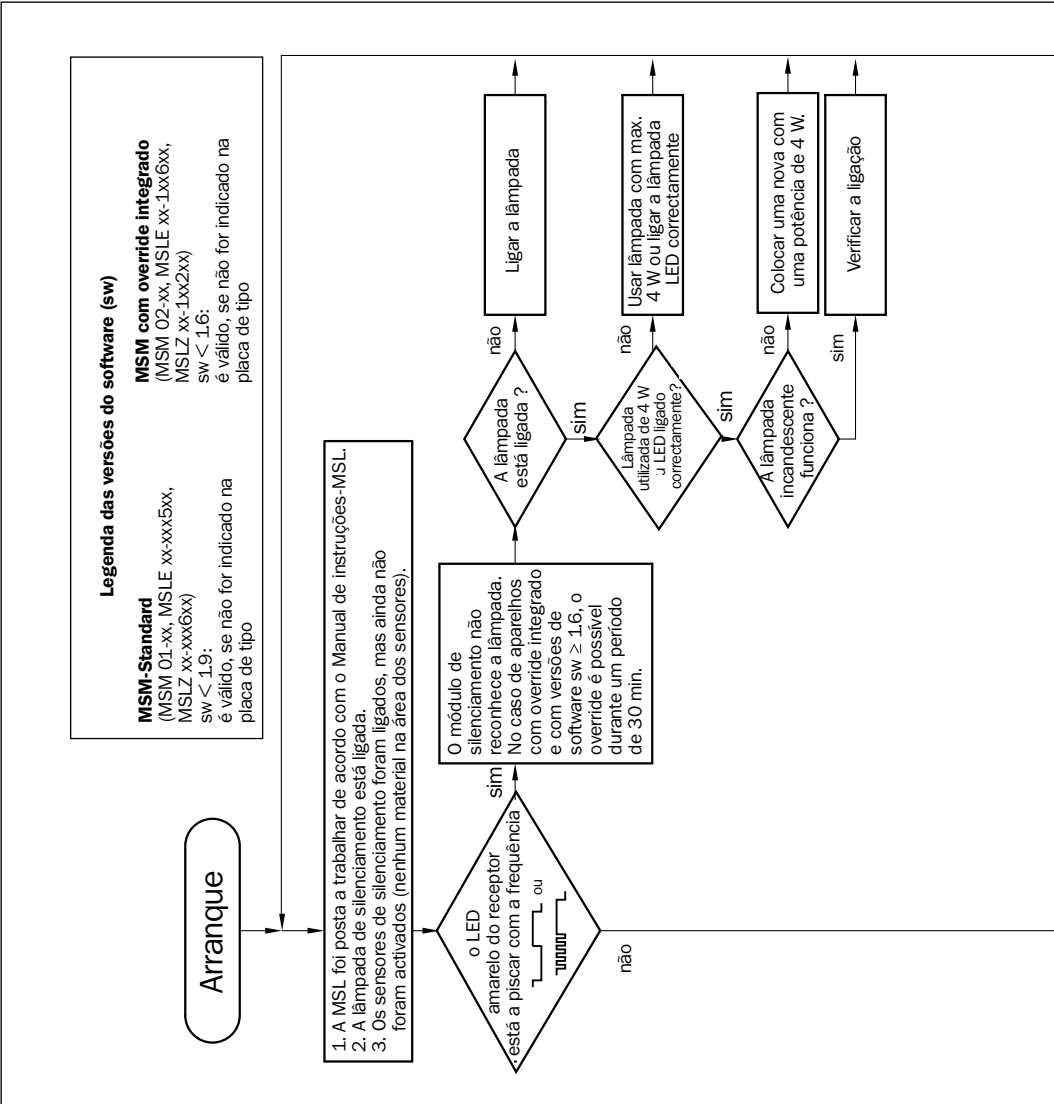 Legenda das versões do software (sw)
MSM-Standard
(MSM 01-xx, MSLE xx-xxx5xx,
MSLZ xx-xxx6xx)
sw < 1.9:
é válido, se não for indicado na
placa de tipo
MSM com override integrado
(MSM 02-xx, MSLE xx-1xx6xx,
MSLZ xx-1xx2xx)
sw < 1.6:
é válido, se não for indicado na
placa de tipo
Arranque
1. A MSL foi posta a trabalhar de acordo com o Manual de instruções-MSL.
2. A lâmpada de silenciamento está ligada.
3. Os sensores de silenciamento foram ligados, mas ainda não
foram activados (nenhum material na área dos sensores).
o LED
amarelo do receptor
está a piscar com a frequência
ou
sim
não
O módulo de
silenciamento não
reconhece a lâmpada.
No caso de aparelhos
com override integrado
e com versões de
software sw ≥ 1.6, o
override é possível
durante um período
de 30 min.
A lâmpada
está ligada ?
não
Ligar a lâmpada
sim
Lâmpada
utilizada de 4 W
u LED ligado
correctamente?
não
Usar lâmpada com max.
4 W ou ligar a lâmpada
LED correctamente
sim
A lâmpada
incandescente
funciona ?
não
Colocar uma nova com
uma potência de 4 W.
sim
Verificar a ligação